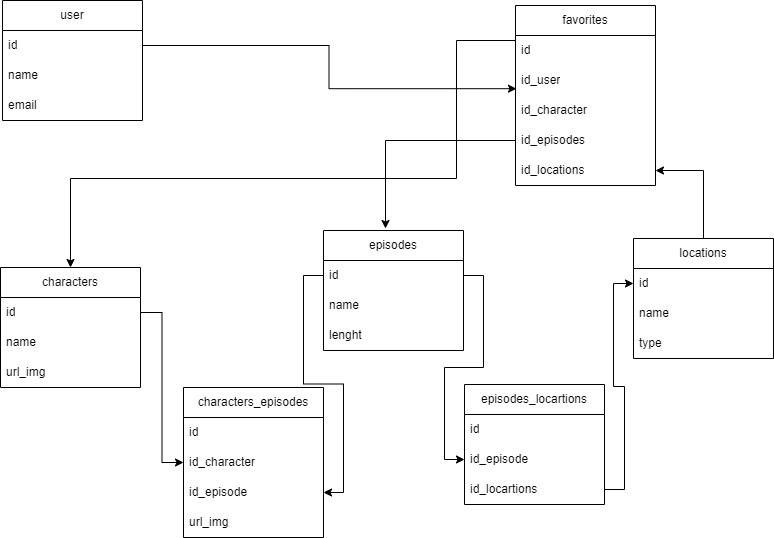 user
id
name
email
favorites
id
id_user
id_character
id_episodes
id_locations
episodes
id
name
lenght
locations
id
name
type
characters
id
name
url_img
characters_episodes
id
id_character
id_episode
url_img
episodes_locartions
id
id_episode
id_locartions